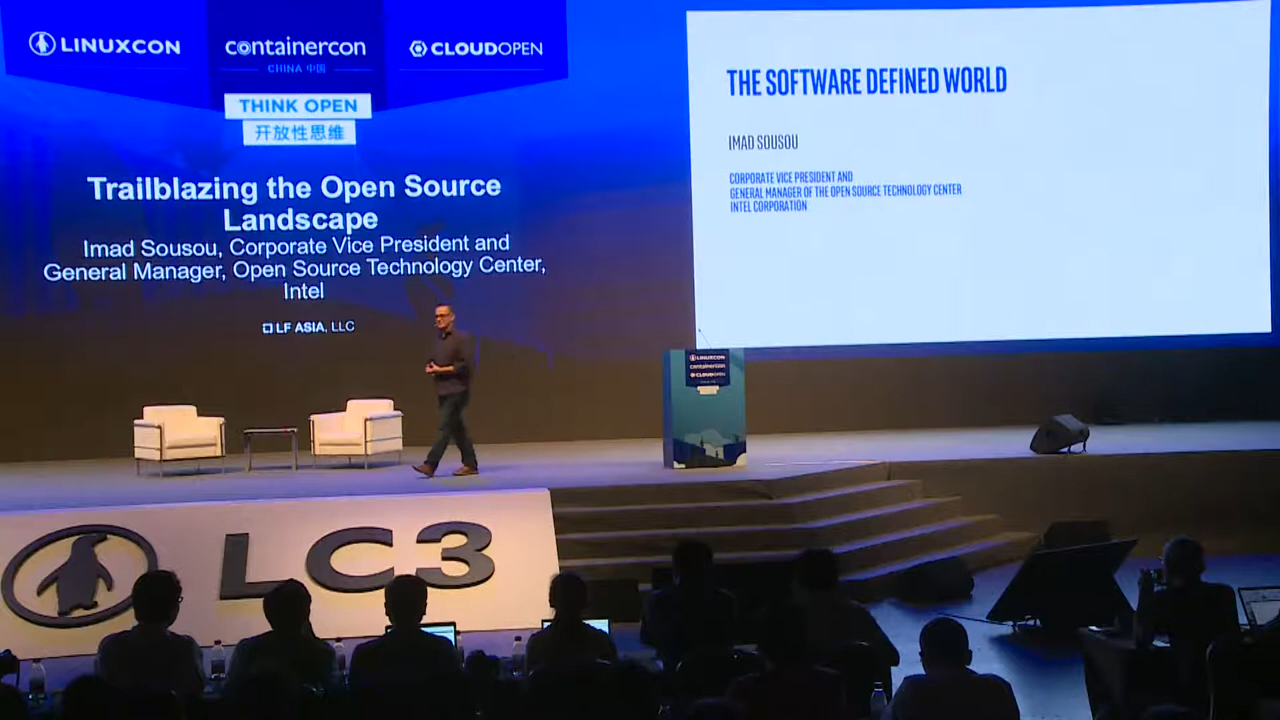 LINUXCON
containercon
CHINA 中国
CLOUDOPEN
THINK OPEN
开放性思维
Trailblazing the Open Source
Landscape
Imad Sousou, Corporate Vice President and
General Manager, Open Source Technology Center,
Intel
LF ASIA, LLC
THE SOFTWARE DEFINED WORLD
IMAD SOUSOU
CORPORATE VICE PRESIDENT AND
GENERAL MANAGER OF THE OPEN SOURCE TECHNOLOGY CENTER
INTEL CORPORATION
LINUXCON
containercon
CLOUDOPEN
LC3